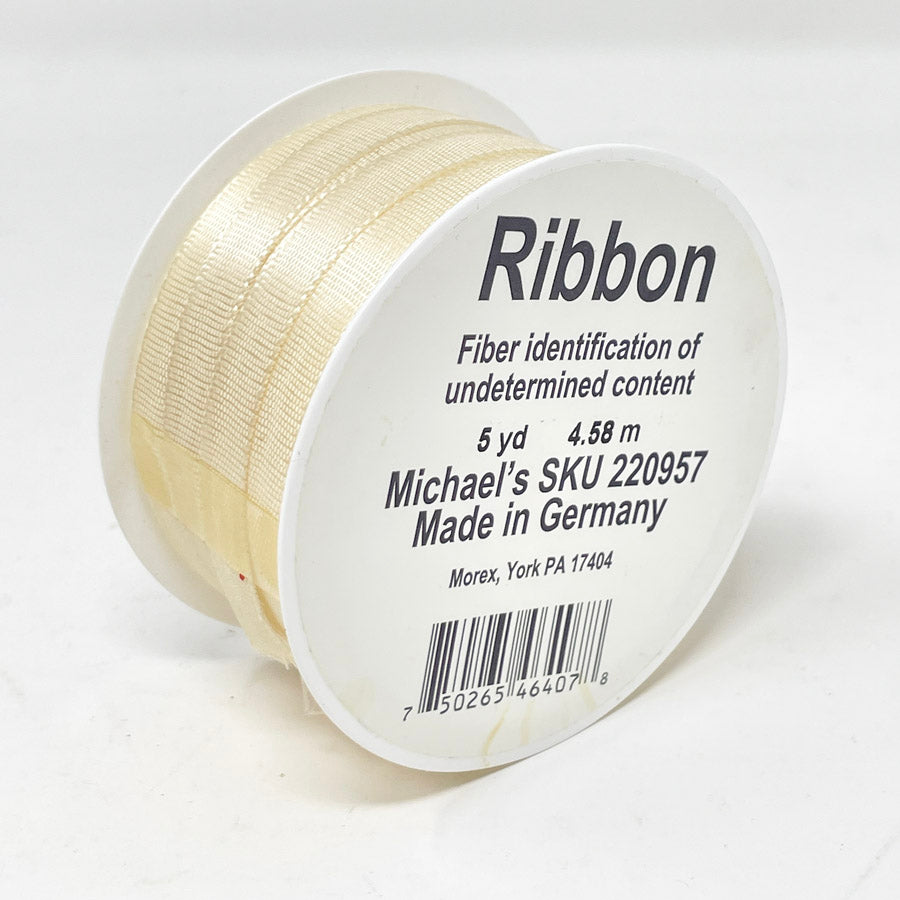 Ribbon
Fiber identification of
undetermined content
5 yd 4.58 m
Michael's SKU 220957
Made in Germany
Morex, York PA 17404
7 50265 46407 8